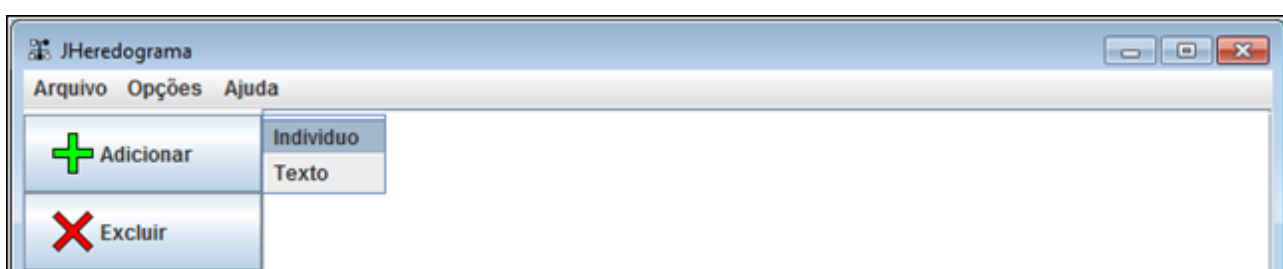 JHeredograma
Arquivo Opções Ajuda
Adicionar
Individuo
Texto
Excluir